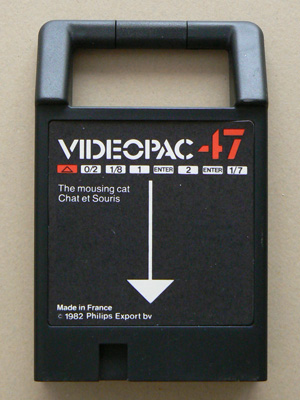 VIDEOPAC 47
0/2 1/8 1 ENTER 2 ENTER 1/7
The mousing cat
Chat et Souris
Made in France
© 1982 Philips Export bv